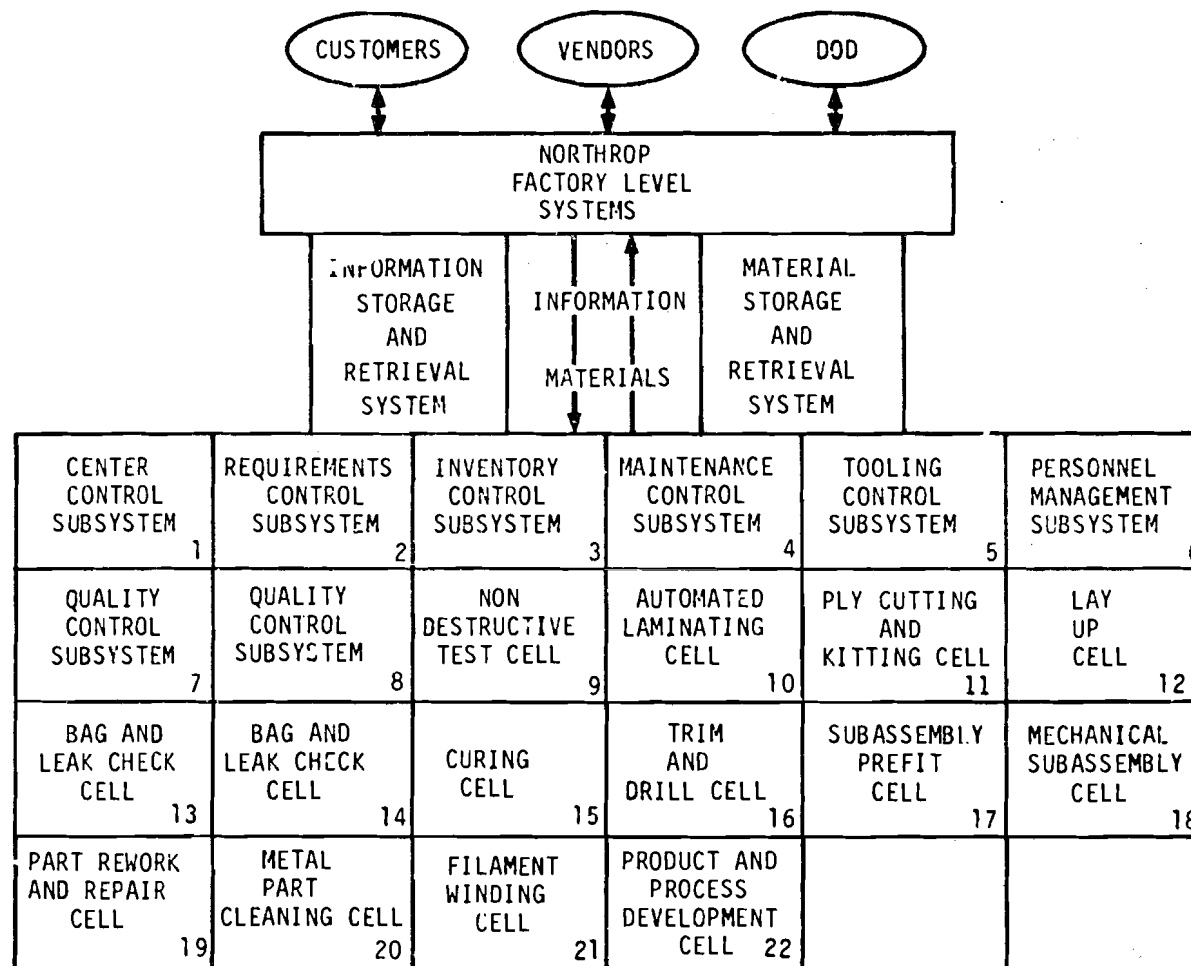 CUSTOMERS
VENDORS
DOD
NORTHROP
FACTORY LEVEL
SYSTEMS
INFORMATION
STORAGE
AND
RETRIEVAL
SYSTEM
INFORMATION
MATERIALS
MATERIAL
STORAGE
AND
RETRIEVAL
SYSTEM
CENTER
CONTROL
SUBSYSTEM
1
REQUIREMENTS
CONTROL
SUBSYSTEM
2
INVENTORY
CONTROL
SUBSYSTEM
3
MAINTENANCE
CONTROL
SUBSYSTEM
4
TOOLING
CONTROL
SUBSYSTEM
5
PERSONNEL
MANAGEMENT
SUBSYSTEM
6
QUALITY
CONTROL
SUBSYSTEM
7
QUALITY
CONTROL
SUBSYSTEM
8
NON
DESTRUCTIVE
TEST CELL
9
AUTOMATED
LAMINATING
CELL
10
PLY CUTTING
AND
KITTING CELL
11
LAY
UP
CELL
12
BAG AND
LEAK CHECK
CELL
13
BAG AND
LEAK CHECK
CELL
14
CURING
CELL
15
TRIM
AND
DRILL CELL
16
SUBASSEMBLY
PREFIT
CELL
17
MECHANICAL
SUBASSEMBLY
CELL
18
PART REWORK
AND REPAIR
CELL
19
METAL
PART
CLEANING CELL
20
FILAMENT
WINDING
CELL
21
PRODUCT AND
PROCESS
DEVELOPMENT
CELL 22